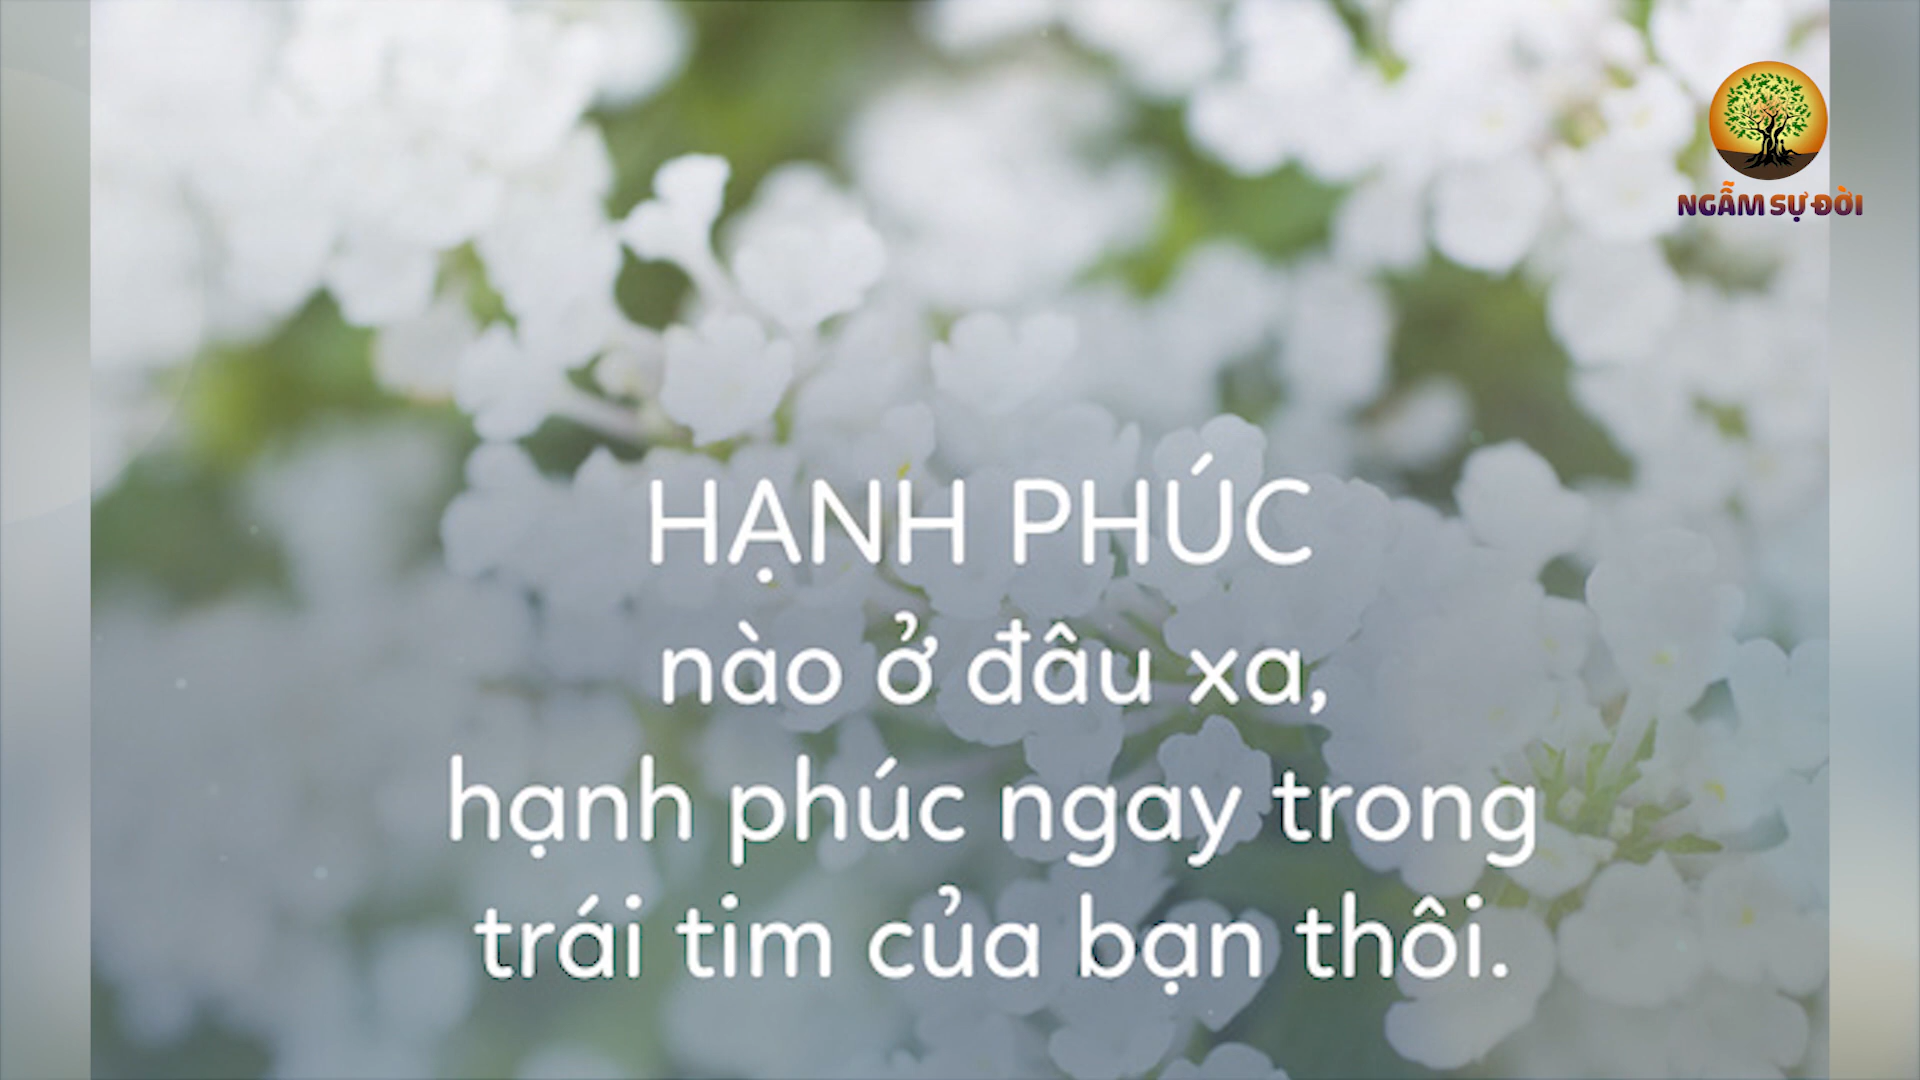 NGẪM SỰ ĐỜI
HẠNH PHÚC
nào ở đâu xa,
hạnh phúc ngay trong
trái tim của bạn thôi.